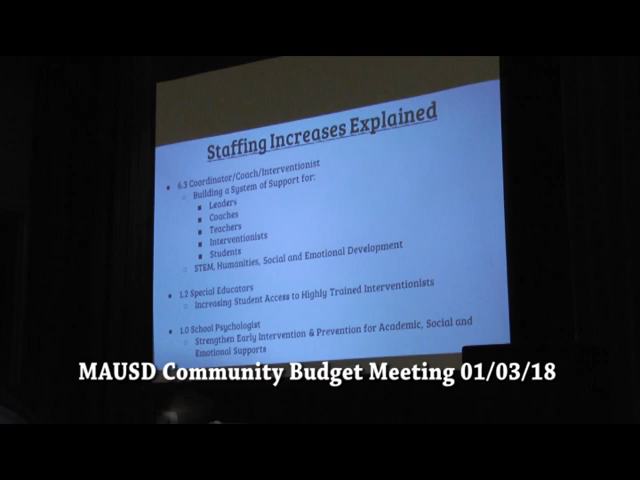 Staffing Increases Explained
6.3 Coordinator/Coach/Interventionist
Building a System of Support for:
Leaders
Coaches
Teachers
Interventionists
Students
STEM, Humanities, Social and Emotional Development
1.2 Special Educators
Increasing Student Access to Highly Trained Interventionists
1.0 School Psychologist
Strengthen Early Intervention & Prevention for Academic, Social and
Emotional Supports
MAUSD Community Budget Meeting 01/03/18